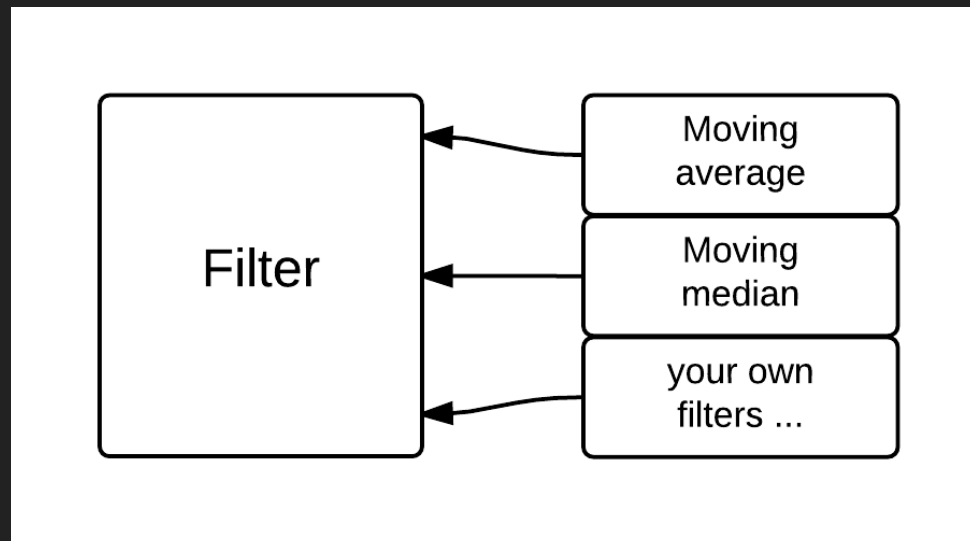 Filter
Moving
average
Moving
median
your own
filters ...